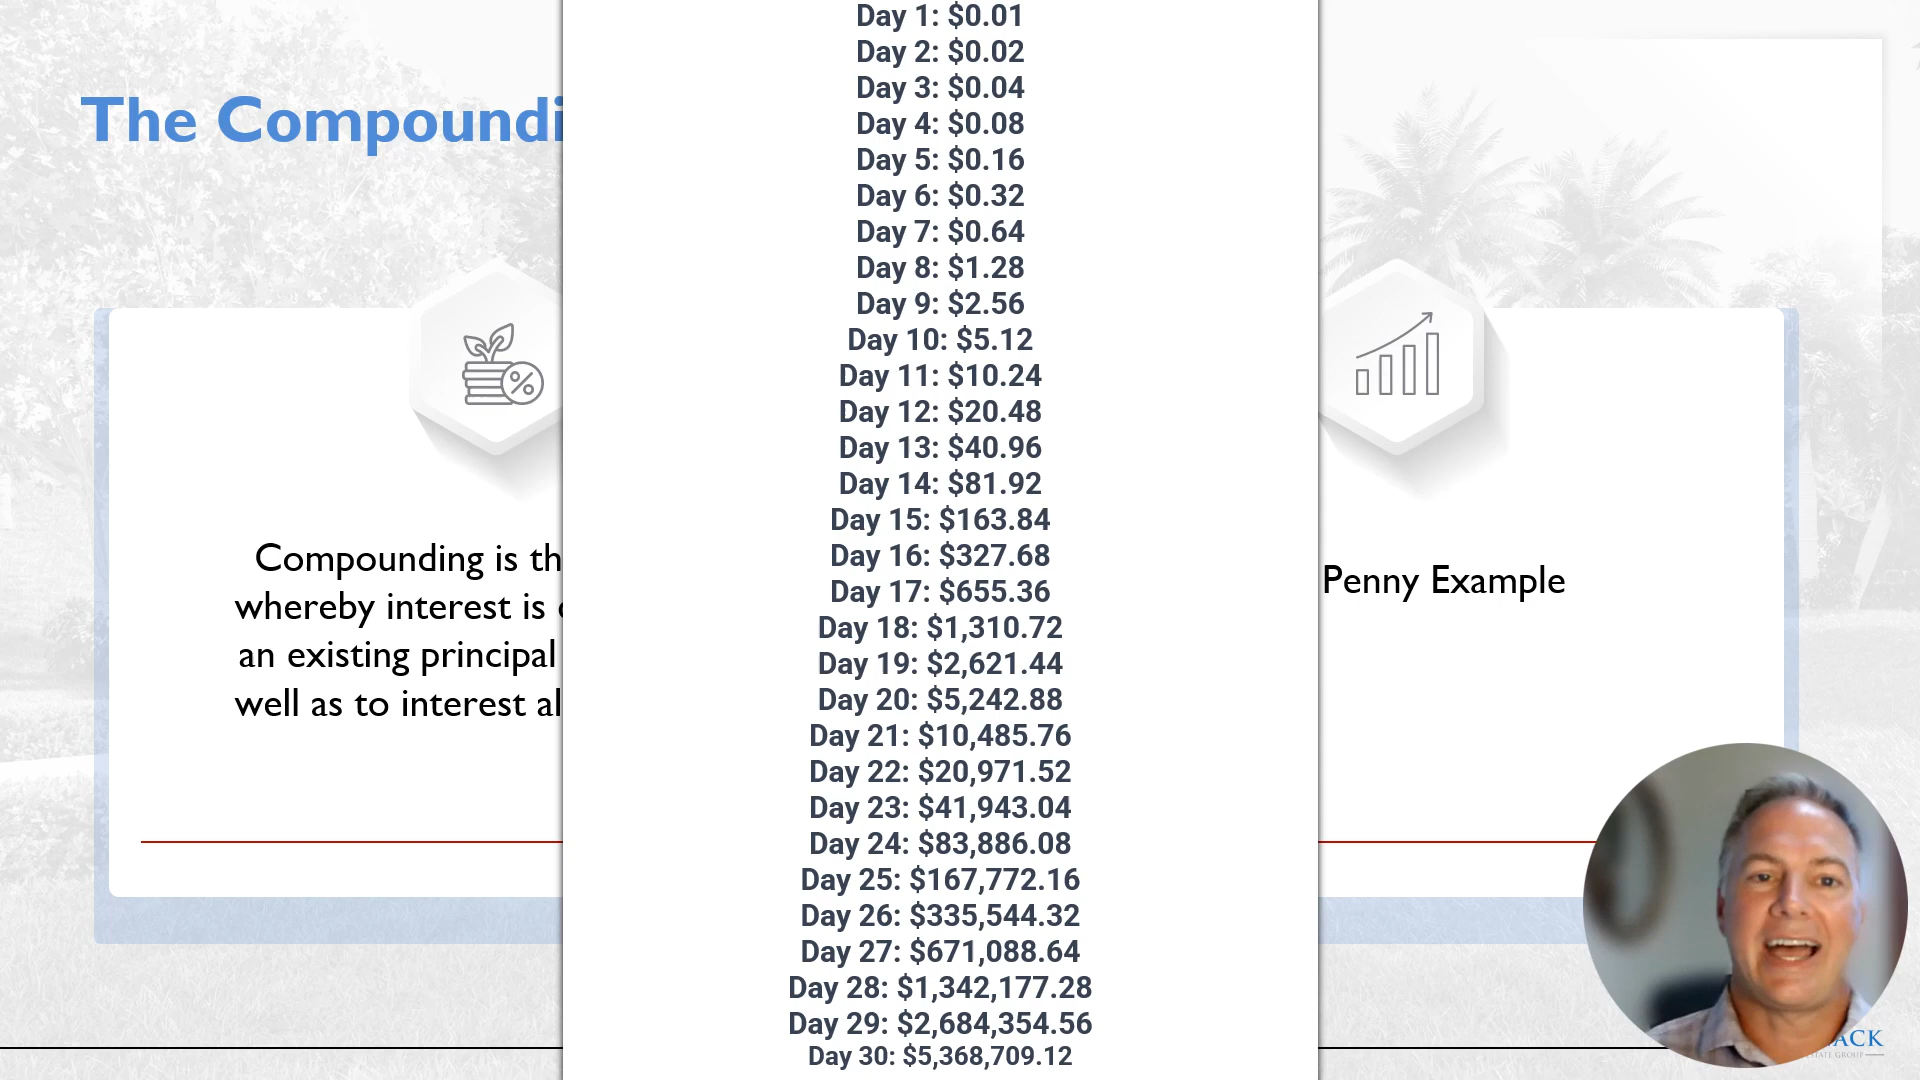 The Compoundi
Day 1: $0.01
Day 2: $0.02
Day 3: $0.04
Day 4: $0.08
Day 5: $0.16
Day 6: $0.32
Day 7: $0.64
Day 8: $1.28
Day 9: $2.56
Day 10: $5.12
Day 11: $10.24
Day 12: $20.48
Day 13: $40.96
Day 14: $81.92
Day 15: $163.84
Day 16: $327.68
Day 17: $655.36
Day 18: $1,310.72
Day 19: $2,621.44
Day 20: $5,242.88
Day 21: $10,485.76
Day 22: $20,971.52
Day 23: $41,943.04
Day 24: $83,886.08
Day 25: $167,772.16
Day 26: $335,544.32
Day 27: $671,088.64
Day 28: $1,342,177.28
Day 29: $2,684,354.56
Day 30: $5,368,709.12
Compounding is th
whereby interest is
an existing principal
well as to interest al
Penny Example
ACK
GROUP